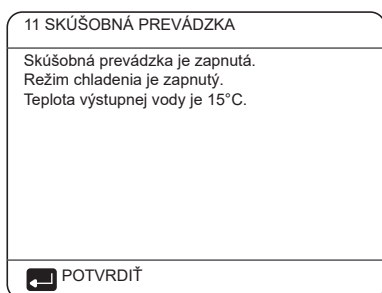 11 SKÚŠOBNÁ PREVÁDZKA
Skúšobná prevádzka je zapnutá.
Režim chladenia je zapnutý.
Teplota výstupnej vody je 15°C.
POTVRDIŤ